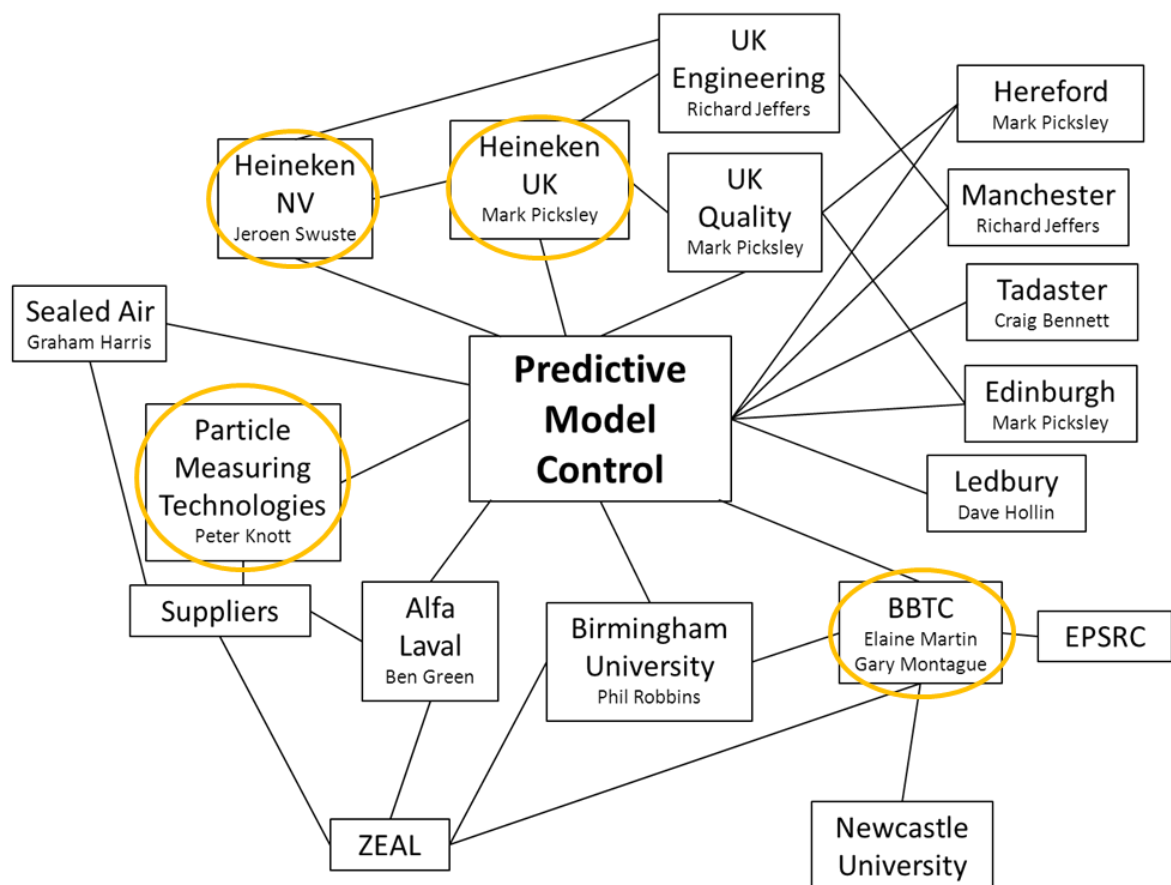 UK
Engineering
Richard Jeffers
Hereford
Mark Picksley
Heineken
NV
Jeroen Swuste
Heineken
UK
Mark Picksley
UK
Quality
Mark Picksley
Manchester
Richard Jeffers
Tadaster
Craig Bennett
Sealed Air
Graham Harris
Predictive
Model
Control
Edinburgh
Mark Picksley
Particle
Measuring
Technologies
Peter Knott
Ledbury
Dave Hollin
Suppliers
Alfa
Laval
Ben Green
Birmingham
University
Phil Robbins
BBTC
Elaine Martin
Gary Montague
EPSRC
ZEAL
Newcastle
University